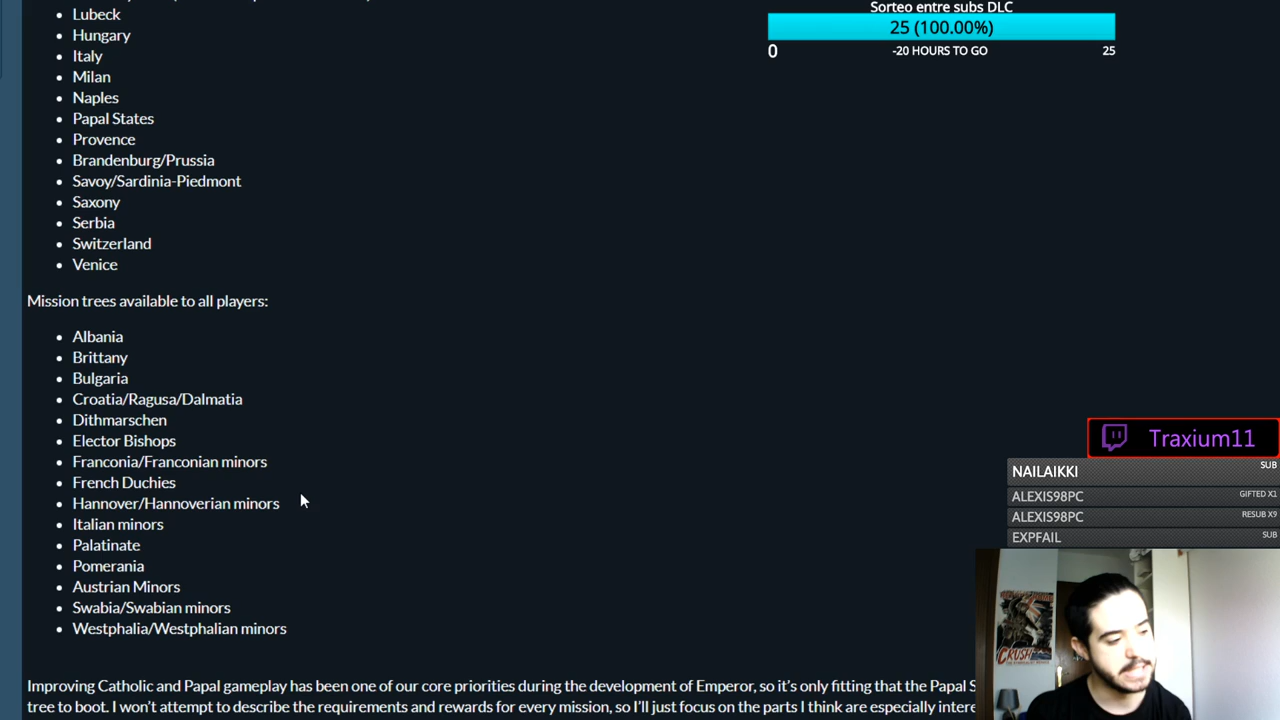 Lubeck
Hungary
Italy
Milan
Naples
Papal States
Provence
Brandenburg/Prussia
Savoy/Sardinia-Piedmont
Saxony
Serbia
Switzerland
Venice
Mission trees available to all players:
Albania
Brittany
Bulgaria
Croatia/Ragusa/Dalmatia
Dithmarschen
Elector Bishops
Franconia/Franconian minors
French Duchies
Hannover/Hannoverian minors
Italian minors
Palatinate
Pomerania
Austrian Minors
Swabia/Swabian minors
Westphalia/Westphalian minors
Improving Catholic and Papal gameplay has been one of our core priorities during the development of Emperor, so it's only fitting that the Papal S
tree to boot. I won't attempt to describe the requirements and rewards for every mission, so I'll just focus on the parts I think are especially intere
Sorteo entre subs DLC
25 (100.00%)
0 -20 HOURS TO GO 25
Traxium11
NAILAIKKI SUB
ALEXIS98PC GIFTED X1
ALEXIS98PC RESUB X9
EXPFAIL SUB
CRUSH